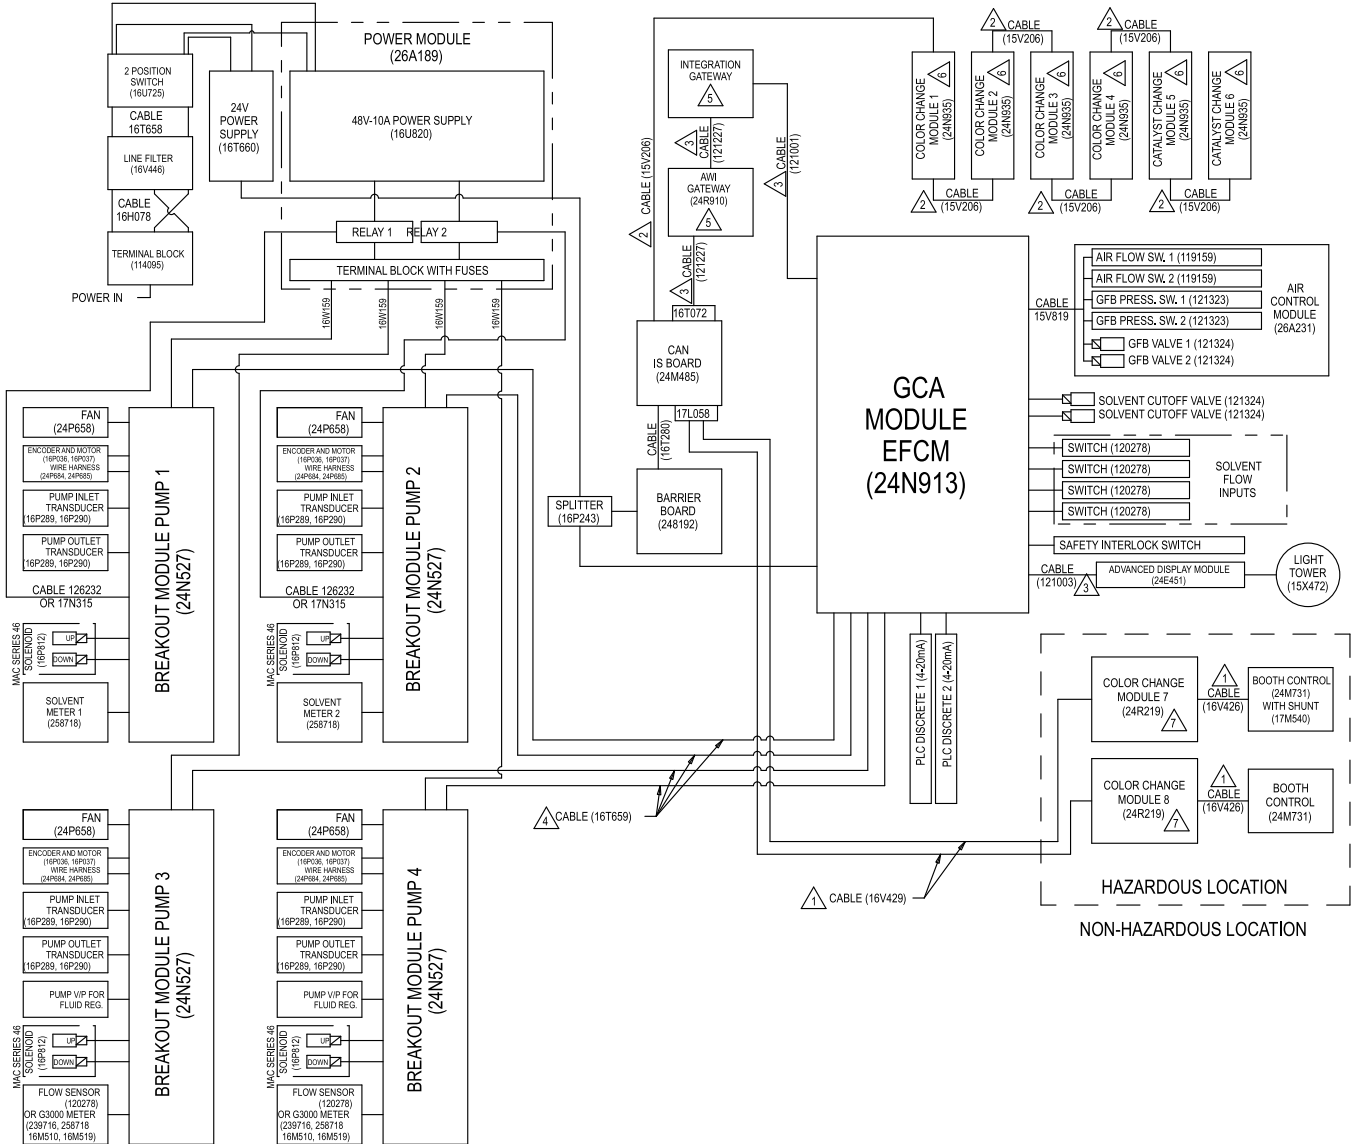 POWER MODULE
(26A189)
2 POSITION
SWITCH
(16U725)
CABLE
16T658
LINE FILTER
(16V446)
CABLE
16H078
TERMINAL BLOCK
(114095)
POWER IN
24V
POWER
SUPPLY
(16T660)
48V-10A POWER SUPPLY
(16U820)
RELAY 1
RELAY 2
TERMINAL BLOCK WITH FUSES
16W159
16W159
16W159
16W159
INTEGRATION
GATEWAY
5
3
CABLE
(121227)
3
CABLE
(121001)
AWI
GATEWAY
(24R910)
5
2
CABLE (15V206)
3
CABLE
(121227)
16T072
CAN
IS BOARD
(24M485)
17L058
CABLE
(16T280)
SPLITTER
(16P243)
BARRIER
BOARD
(248192)
2
CABLE
(15V206)
2
CABLE
(15V206)
COLOR CHANGE
MODULE 1
(24N935)
6
COLOR CHANGE
MODULE 2
(24N935)
6
COLOR CHANGE
MODULE 3
(24N935)
6
COLOR CHANGE
MODULE 4
(24N935)
6
CATALYST CHANGE
MODULE 5
(24N935)
6
CATALYST CHANGE
MODULE 6
(24N935)
6
2
CABLE
(15V206)
2
CABLE
(15V206)
2
CABLE
(15V206)
GCA
MODULE
EFCM
(24N913)
CABLE
15V819
AIR FLOW SW. 1 (119159)
AIR FLOW SW. 2 (119159)
GFB PRESS. SW. 1 (121323)
GFB PRESS. SW. 2 (121323)
GFB VALVE 1 (121324)
GFB VALVE 2 (121324)
AIR
CONTROL
MODULE
(26A231)
SOLVENT CUTOFF VALVE (121324)
SOLVENT CUTOFF VALVE (121324)
SWITCH (120278)
SWITCH (120278)
SWITCH (120278)
SWITCH (120278)
SOLVENT
FLOW
INPUTS
SAFETY INTERLOCK SWITCH
CABLE
(121003)
3
ADVANCED DISPLAY MODULE
(24E451)
LIGHT
TOWER
(15X472)
PLC DISCRETE 1 (4-20mA)
PLC DISCRETE 2 (4-20mA)
COLOR CHANGE
MODULE 7
(24R219)
7
1
CABLE
(16V426)
BOOTH CONTROL
(24M731)
WITH SHUNT
(17M540)
COLOR CHANGE
MODULE 8
(24R219)
7
1
CABLE
(16V426)
BOOTH
CONTROL
(24M731)
HAZARDOUS LOCATION
NON-HAZARDOUS LOCATION
4
CABLE (16T659)
1
CABLE (16V429)
FAN
(24P658)
ENCODER AND MOTOR
(16P036, 16P037)
WIRE HARNESS
(24P684, 24P685)
PUMP INLET
TRANSDUCER
(16P289, 16P290)
PUMP OUTLET
TRANSDUCER
(16P289, 16P290)
CABLE 126232
OR 17N315
MAC SERIES 46
SOLENOID
(16P812)
UP
DOWN
SOLVENT
METER 1
(258718)
BREAKOUT MODULE PUMP 1
(24N527)
FAN
(24P658)
ENCODER AND MOTOR
(16P036, 16P037)
WIRE HARNESS
(24P684, 24P685)
PUMP INLET
TRANSDUCER
(16P289, 16P290)
PUMP OUTLET
TRANSDUCER
(16P289, 16P290)
CABLE 126232
OR 17N315
MAC SERIES 46
SOLENOID
(16P812)
UP
DOWN
SOLVENT
METER 2
(258718)
BREAKOUT MODULE PUMP 2
(24N527)
FAN
(24P658)
ENCODER AND MOTOR
(16P036, 16P037)
WIRE HARNESS
(24P684, 24P685)
PUMP INLET
TRANSDUCER
(16P289, 16P290)
PUMP OUTLET
TRANSDUCER
(16P289, 16P290)
PUMP V/P FOR
FLUID REG.
MAC SERIES 46
SOLENOID
(16P812)
UP
DOWN
FLOW SENSOR
(120278)
OR G3000 METER
(239716, 258718
16M510, 16M519)
BREAKOUT MODULE PUMP 3
(24N527)
FAN
(24P658)
ENCODER AND MOTOR
(16P036, 16P037)
WIRE HARNESS
(24P684, 24P685)
PUMP INLET
TRANSDUCER
(16P289, 16P290)
PUMP OUTLET
TRANSDUCER
(16P289, 16P290)
PUMP V/P FOR
FLUID REG.
MAC SERIES 46
SOLENOID
(16P812)
UP
DOWN
FLOW SENSOR
(120278)
OR G3000 METER
(239716, 258718
16M510, 16M519)
BREAKOUT MODULE PUMP 4
(24N527)